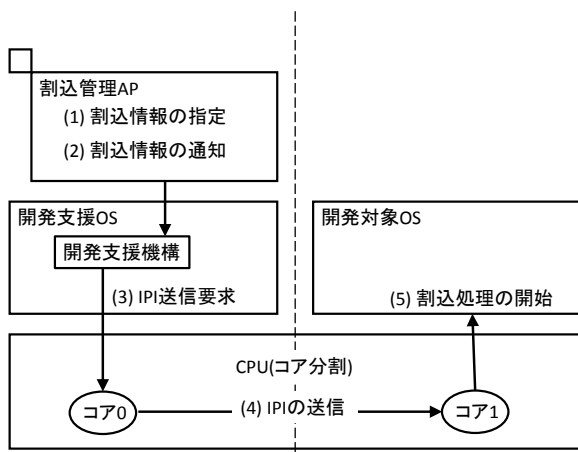 割込管理AP
(1) 割込情報の指定
(2) 割込情報の通知
開発支援OS
開発支援機構
(3) IPI送信要求
開発対象OS
(5) 割込処理の開始
CPU(コア分割)
コア0
(4) IPIの送信
コア1